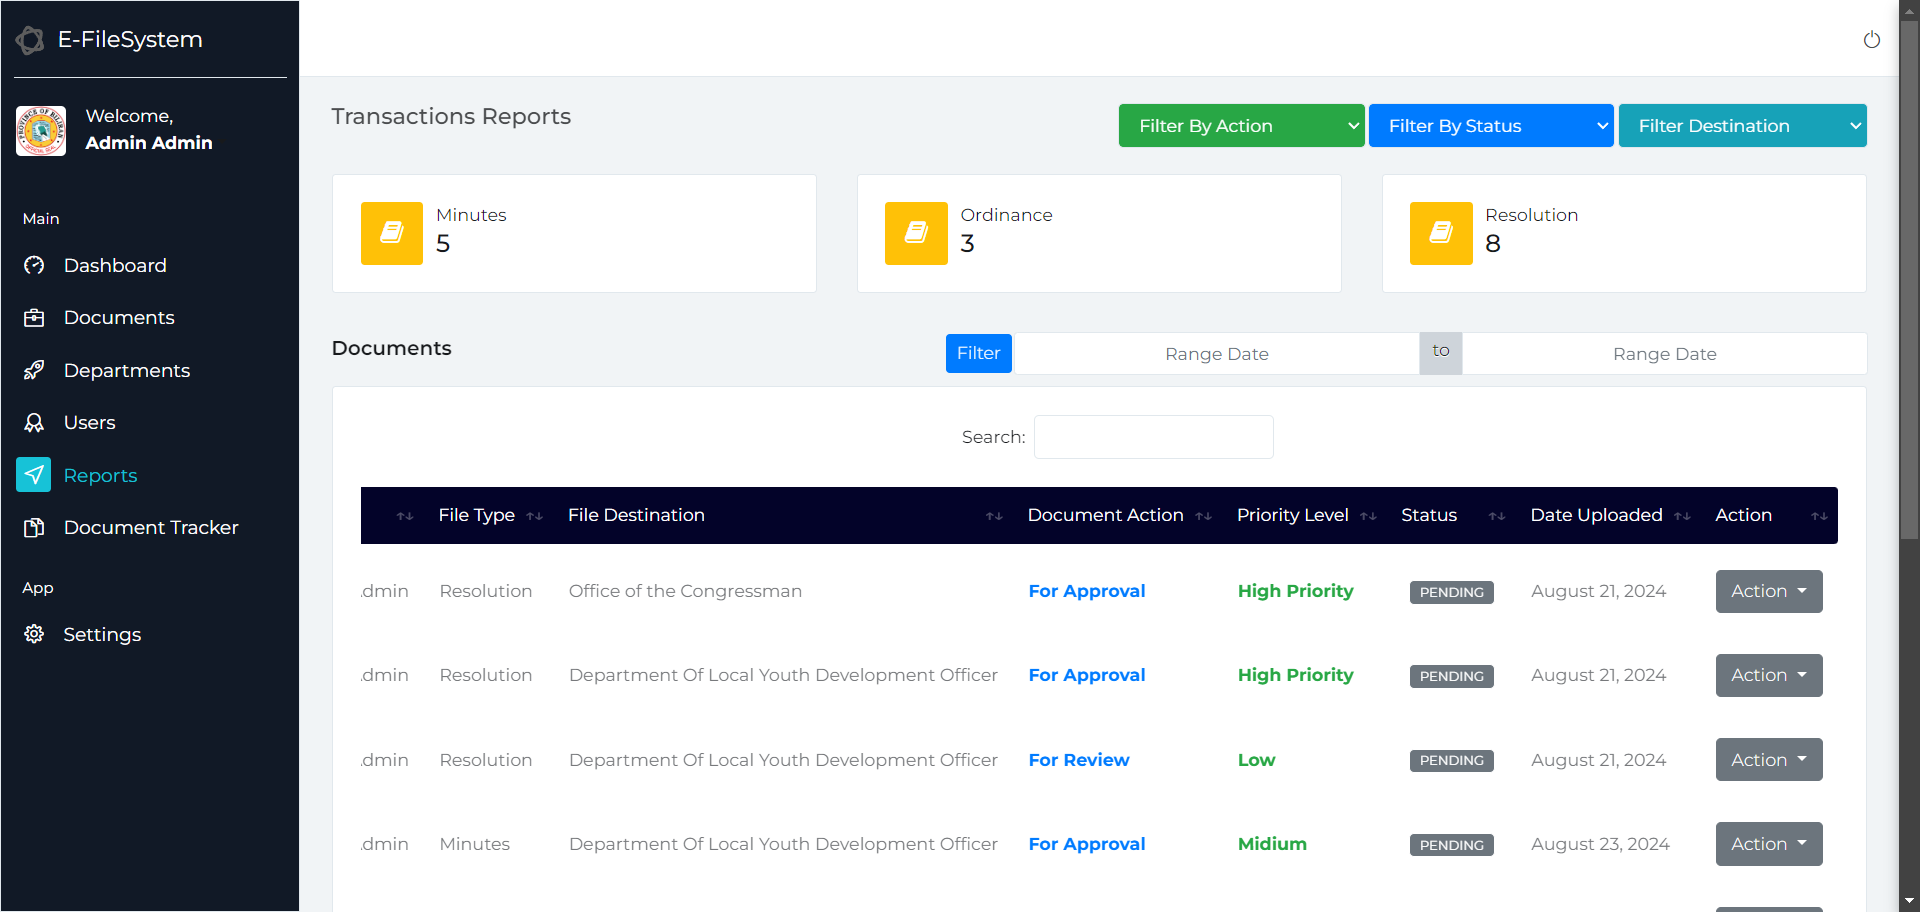 E-FileSystem
Welcome,
Admin Admin
Main
Dashboard
Documents
Departments
Users
Reports
Document Tracker
App
Settings
Transactions Reports
Filter By Action
Filter By Status
Filter Destination
Minutes
5
Ordinance
3
Resolution
8
Documents
Filter
Range Date
to
Range Date
Search:
File Type File Destination Document Action Priority Level Status Date Uploaded Action
dmin Resolution Office of the Congressman For Approval High Priority PENDING August 21, 2024 Action
dmin Resolution Department Of Local Youth Development Officer For Approval High Priority PENDING August 21, 2024 Action
dmin Resolution Department Of Local Youth Development Officer For Review Low PENDING August 21, 2024 Action
dmin Minutes Department Of Local Youth Development Officer For Approval Midium PENDING August 23, 2024 Action